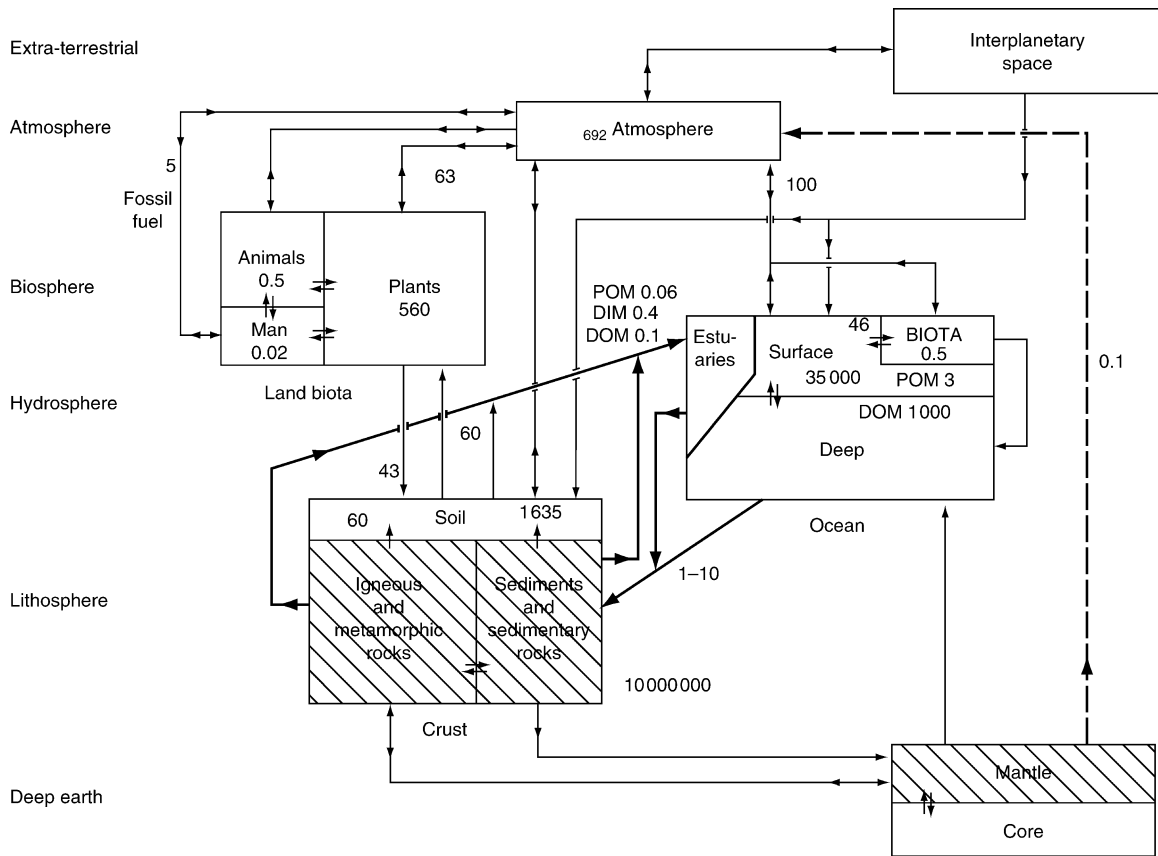 Extra-terrestrial
Interplanetary
space
Atmosphere
692 Atmosphere
5
Fossil
fuel
63
100
Biosphere
Animals
0.5
Plants
560
Man
0.02
Land biota
POM 0.06
DIM 0.4
DOM 0.1
Estu-
aries
Surface
35 000
46
BIOTA
0.5
POM 3
DOM 1000
Deep
Ocean
0.1
Hydrosphere
60
43
60
Soil
1635
Lithosphere
Igneous
and
metamorphic
rocks
Sediments
and
sedimentary
rocks
1–10
10 000 000
Crust
Deep earth
Mantle
Core